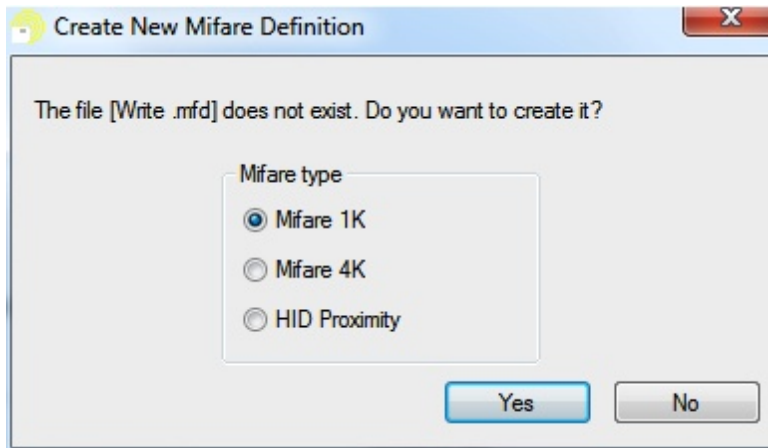 Create New Mifare Definition
The file [Write .mfd] does not exist. Do you want to create it?
Mifare type
Mifare 1K
Mifare 4K
HID Proximity
Yes
No